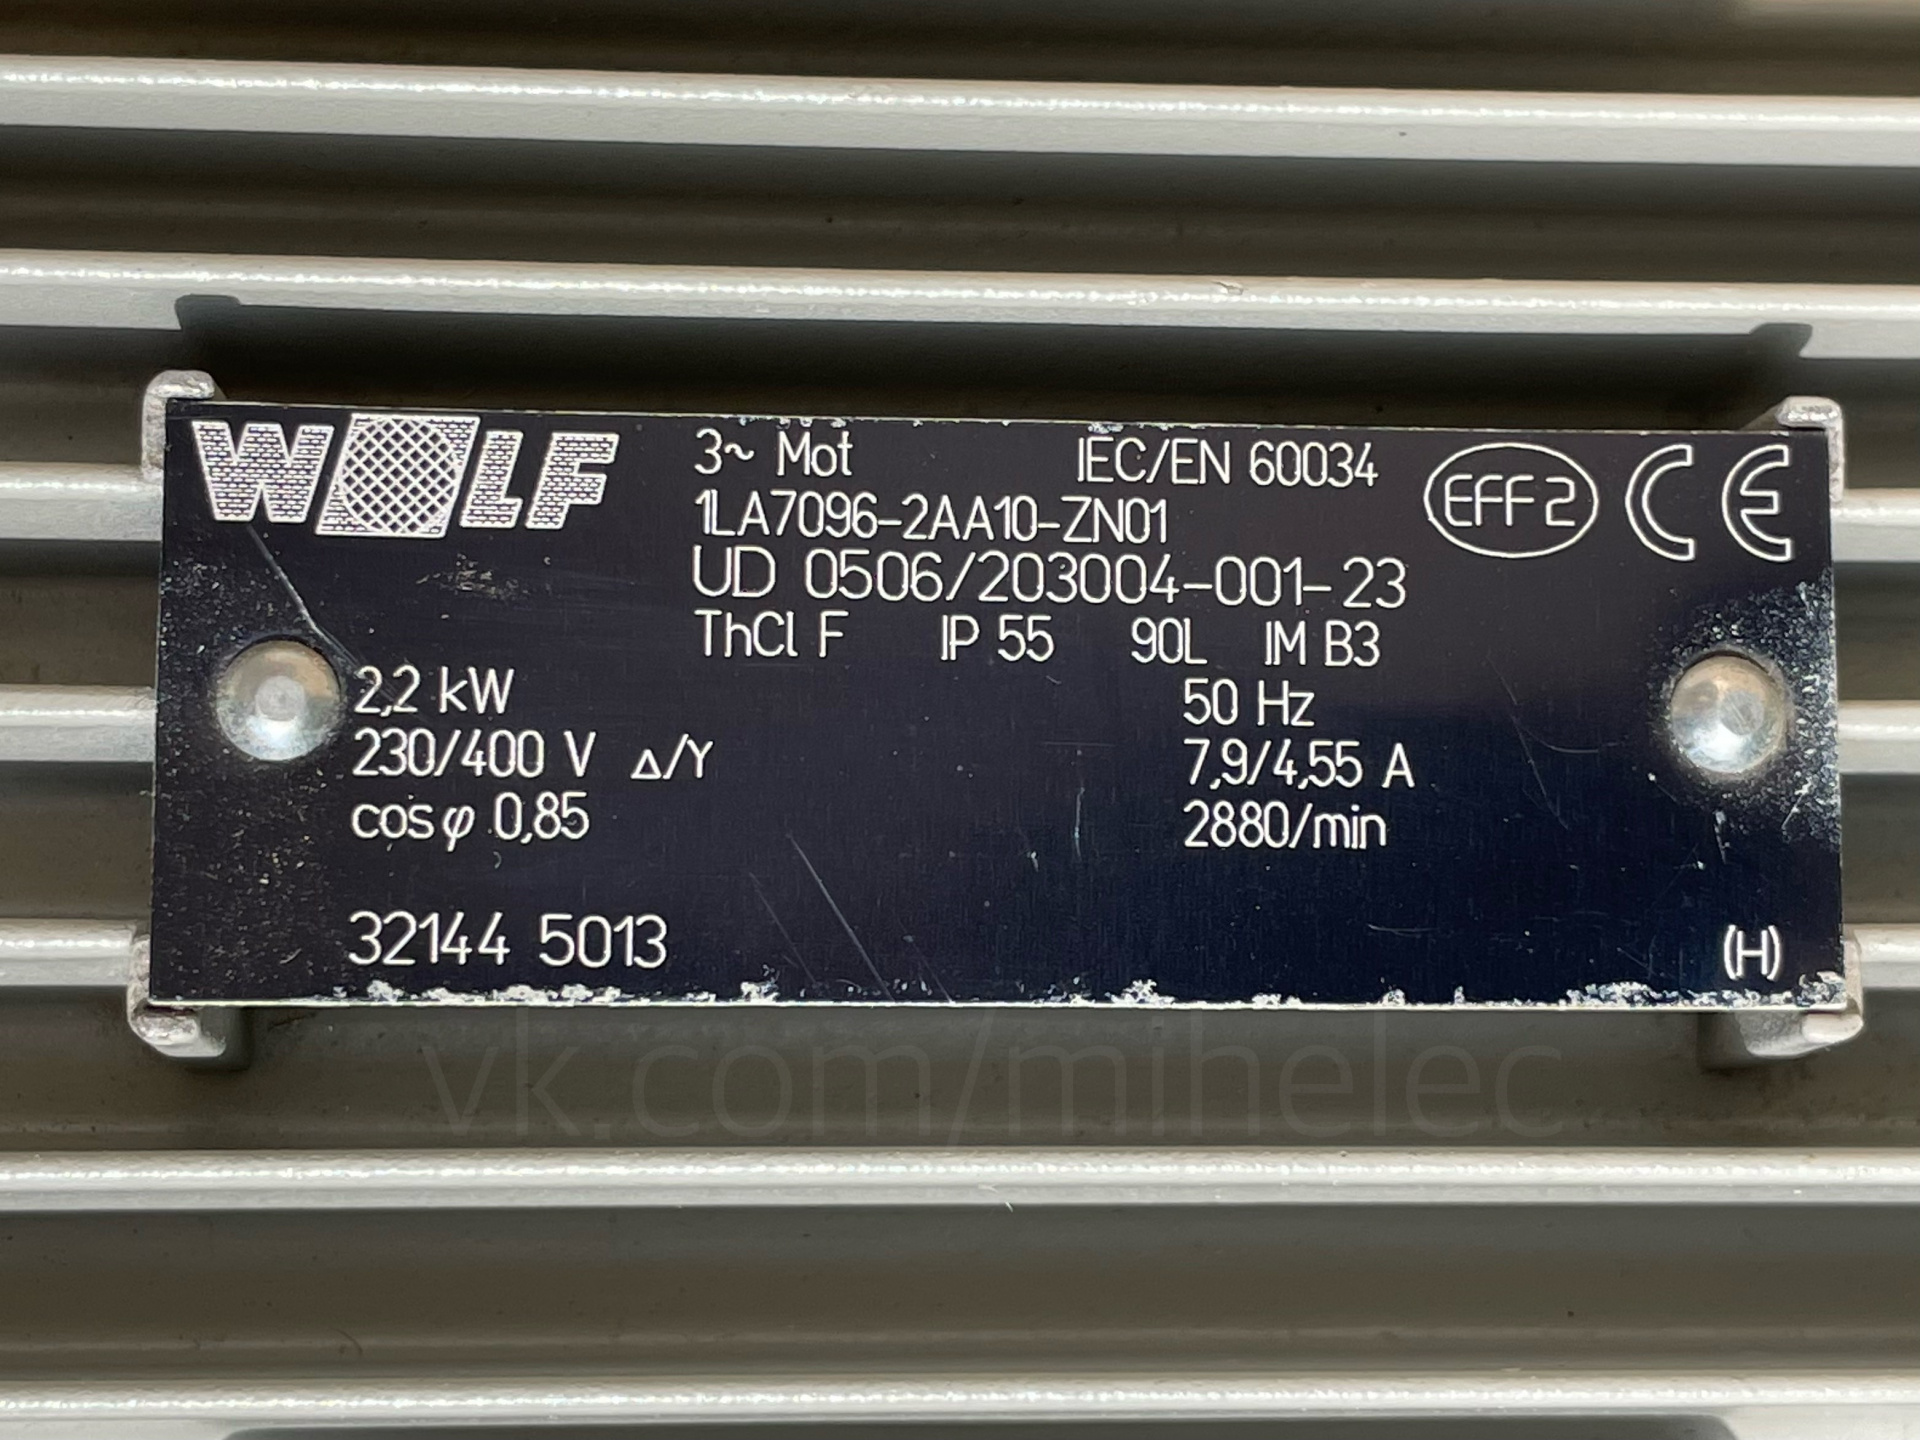 WOLF
3~ Mot IEC/EN 60034
EFF2 CE
1LA7096-2AA10-ZN01
UD 0506/203004-001-23
ThCl F IP 55 90L IM B3
2,2 kW 50 Hz
230/400 V Δ/Y 7,9/4,55 A
cosφ 0,85 2880/min
32144 5013 (H)
vk.com/mihelec